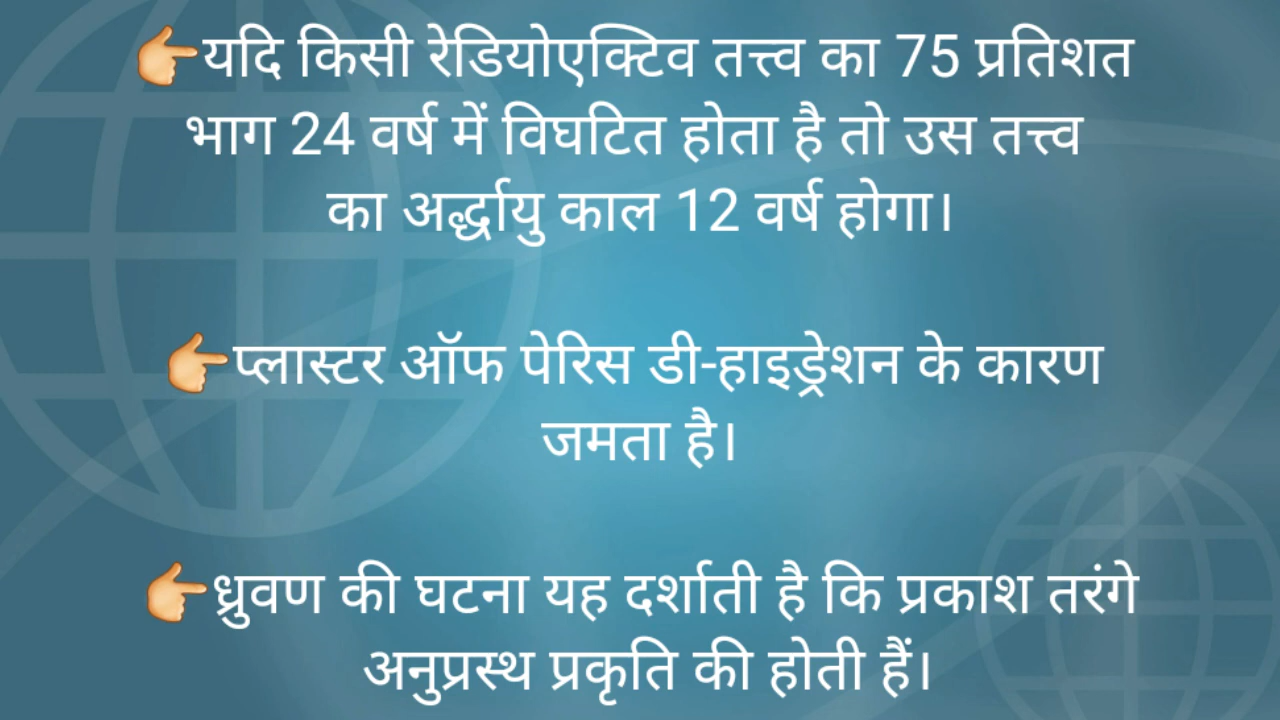 👉यदि किसी रेडियोएक्टिव तत्त्व का 75 प्रतिशत
भाग 24 वर्ष में विघटित होता है तो उस तत्त्व
का अर्द्धायु काल 12 वर्ष होगा।
👉प्लास्टर ऑफ पेरिस डी-हाइड्रेशन के कारण
जमता है।
👉ध्रुवण की घटना यह दर्शाती है कि प्रकाश तरंगे
अनुप्रस्थ प्रकृति की होती हैं।